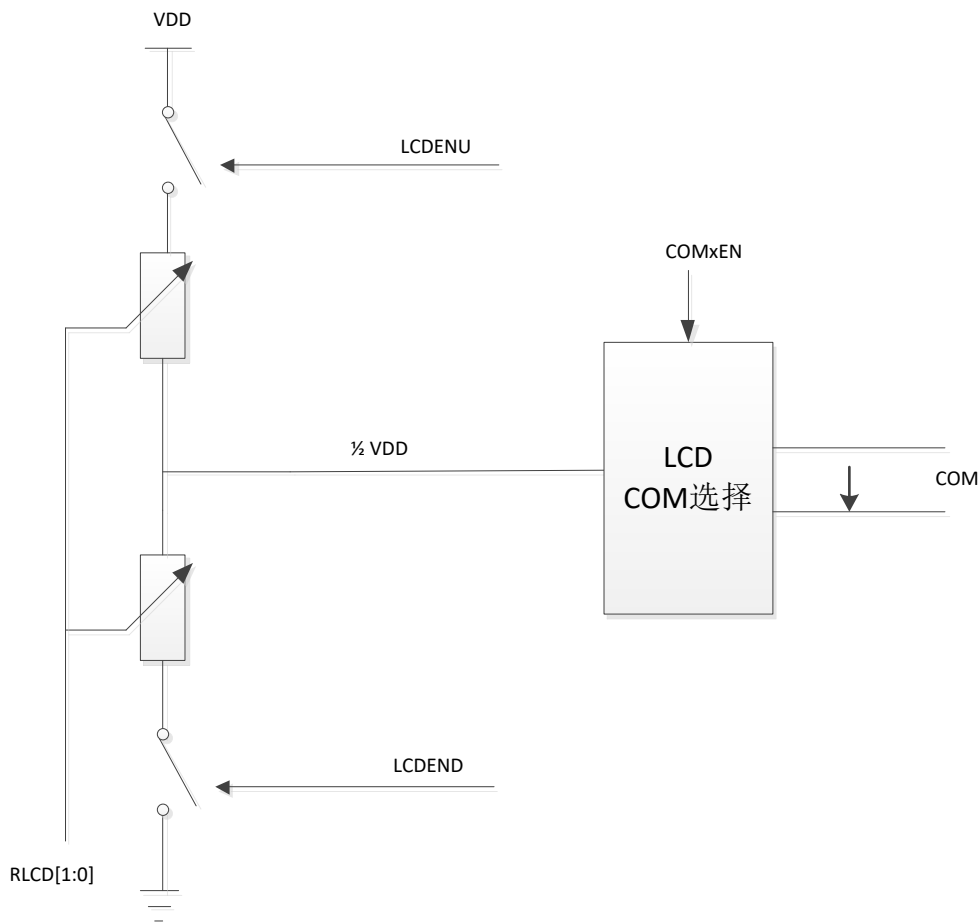 VDD
LCDENU
COMxEN
½ VDD
LCD
COM选择
COM
LCDEND
RLCD[1:0]